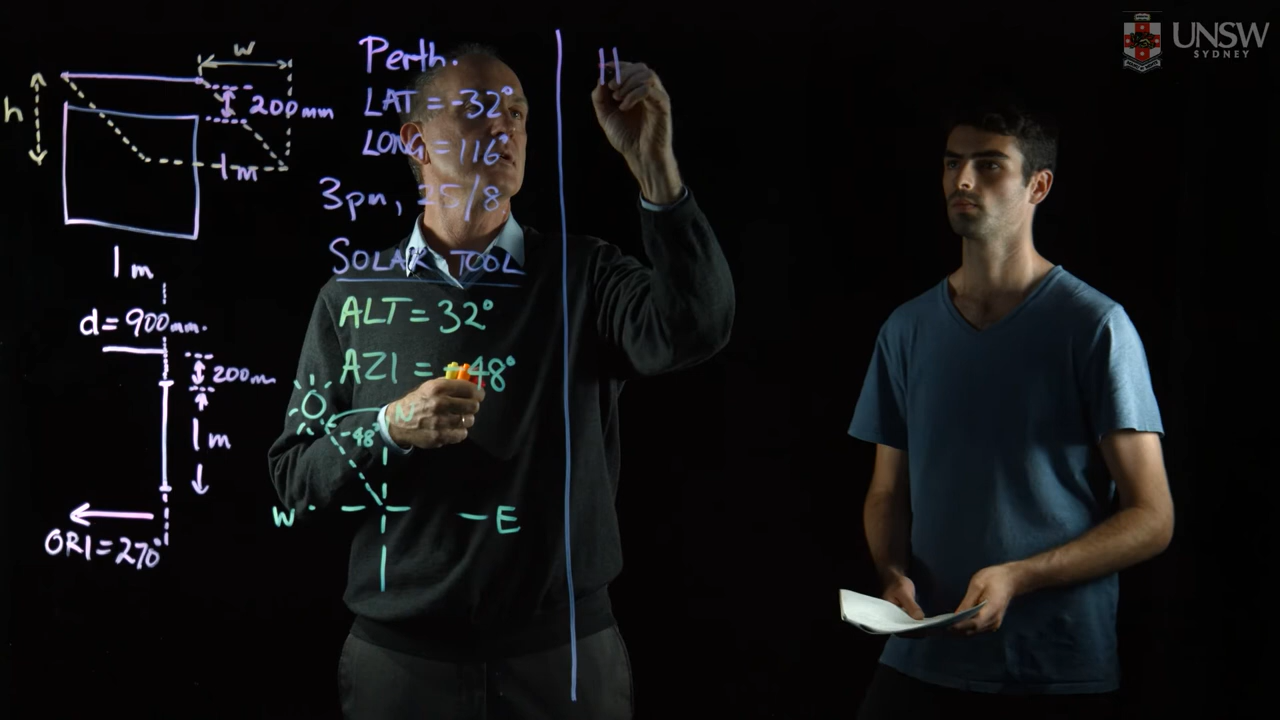 w
h
200mm
1m
1m
d=900mm.
200mm
1m
ORI=270°
Perth.
LAT = -32°
LONG = 116°
3pm, 25/8
SOLAR TOOL
ALT = 32°
AZI = -48°
N
-48°
W
E
H
UNSW
SYDNEY